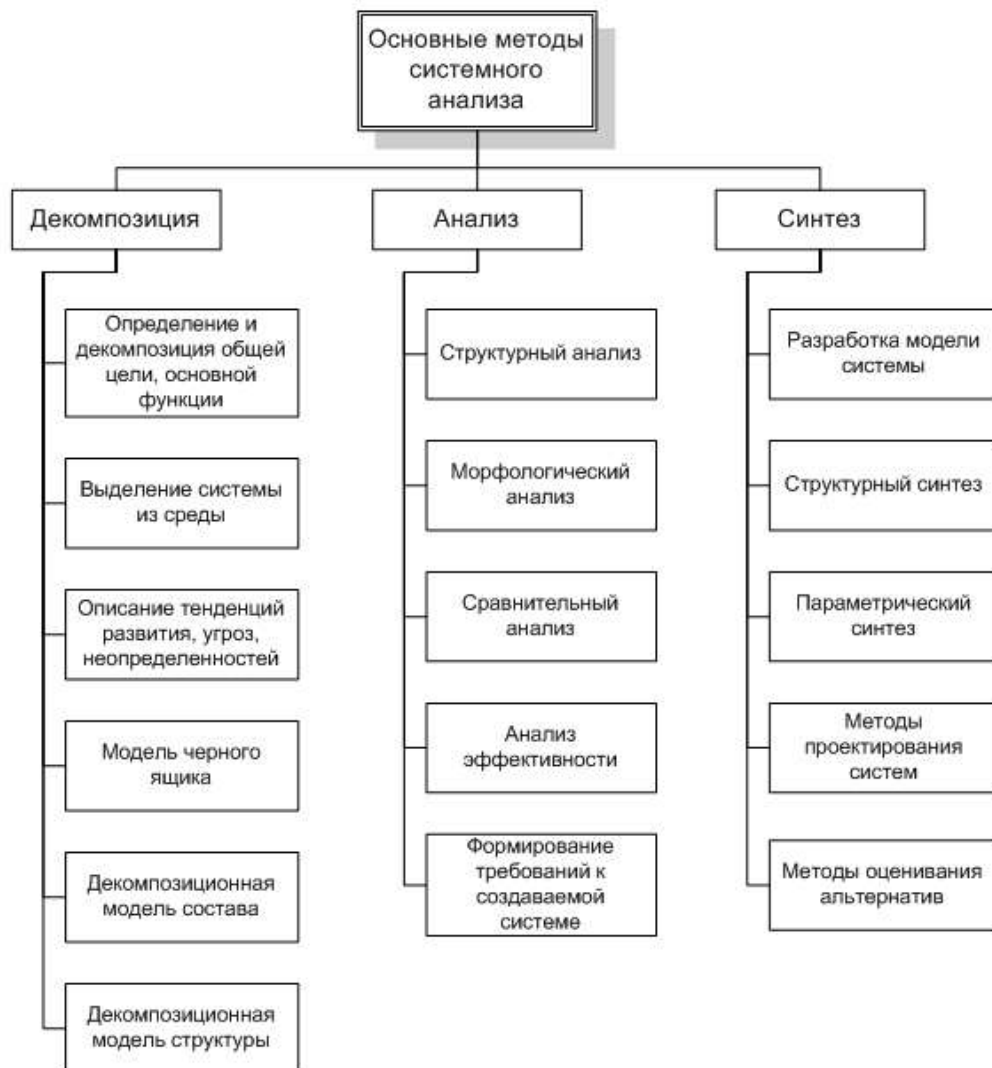 Основные методы
системного
анализа
Декомпозиция
Определение и
декомпозиция общей
цели, основной
функции
Выделение системы
из среды
Описание тенденций
развития, угроз,
неопределенностей
Модель черного
ящика
Декомпозиционная
модель состава
Декомпозиционная
модель структуры
Анализ
Структурный анализ
Морфологический
анализ
Сравнительный
анализ
Анализ
эффективности
Формирование
требований к
создаваемой
системе
Синтез
Разработка модели
системы
Структурный синтез
Параметрический
синтез
Методы
проектирования
систем
Методы оценивания
альтернатив